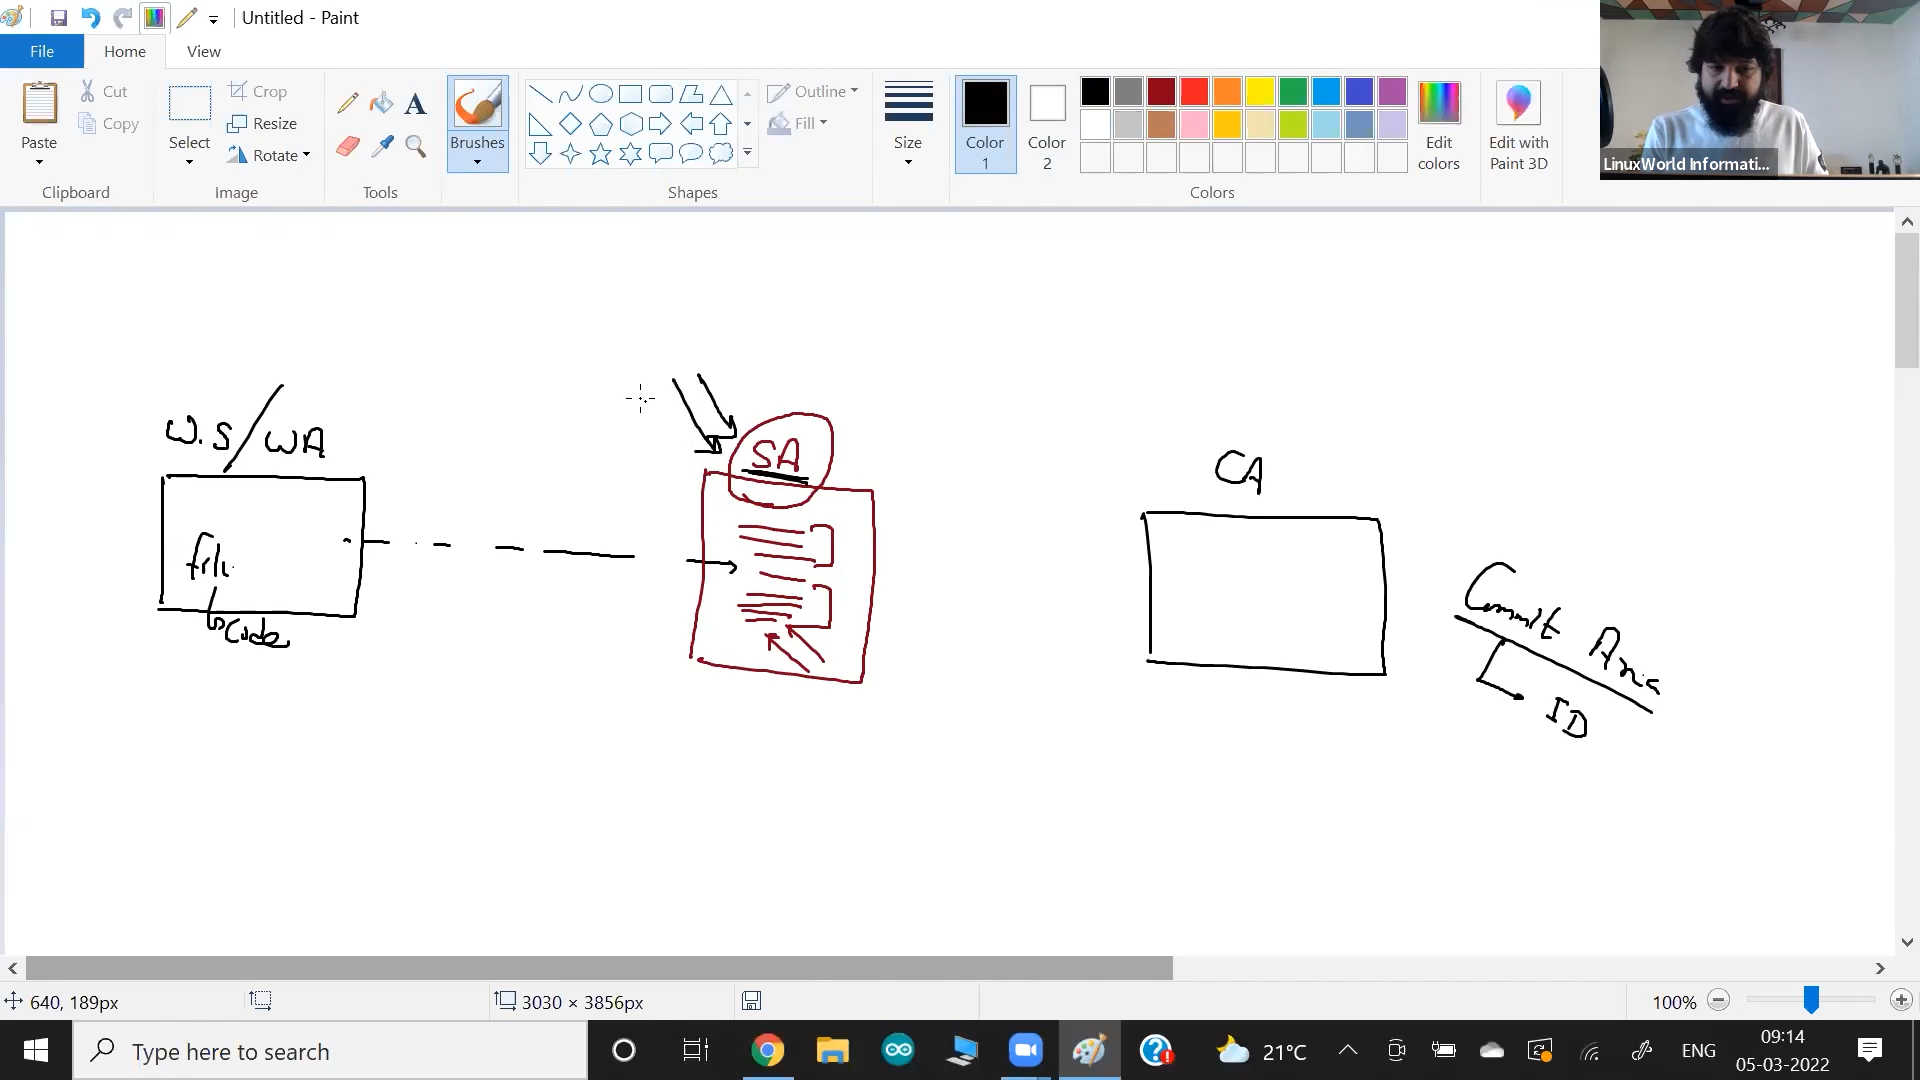 Untitled - Paint
File Home View
Cut
Copy
Paste
Clipboard
Crop
Resize
Rotate
Select
Image
Tools
Brushes
Outline
Fill
Shapes
Size
Color 1
Color 2
Edit colors
Colors
Edit with Paint 3D
LinuxWorld Informati...
W.S/WA
SA
CA
Code
Commit Area
ID
640, 189px
3030 × 3856px
100%
Type here to search
21°C
ENG
09:14
05-03-2022